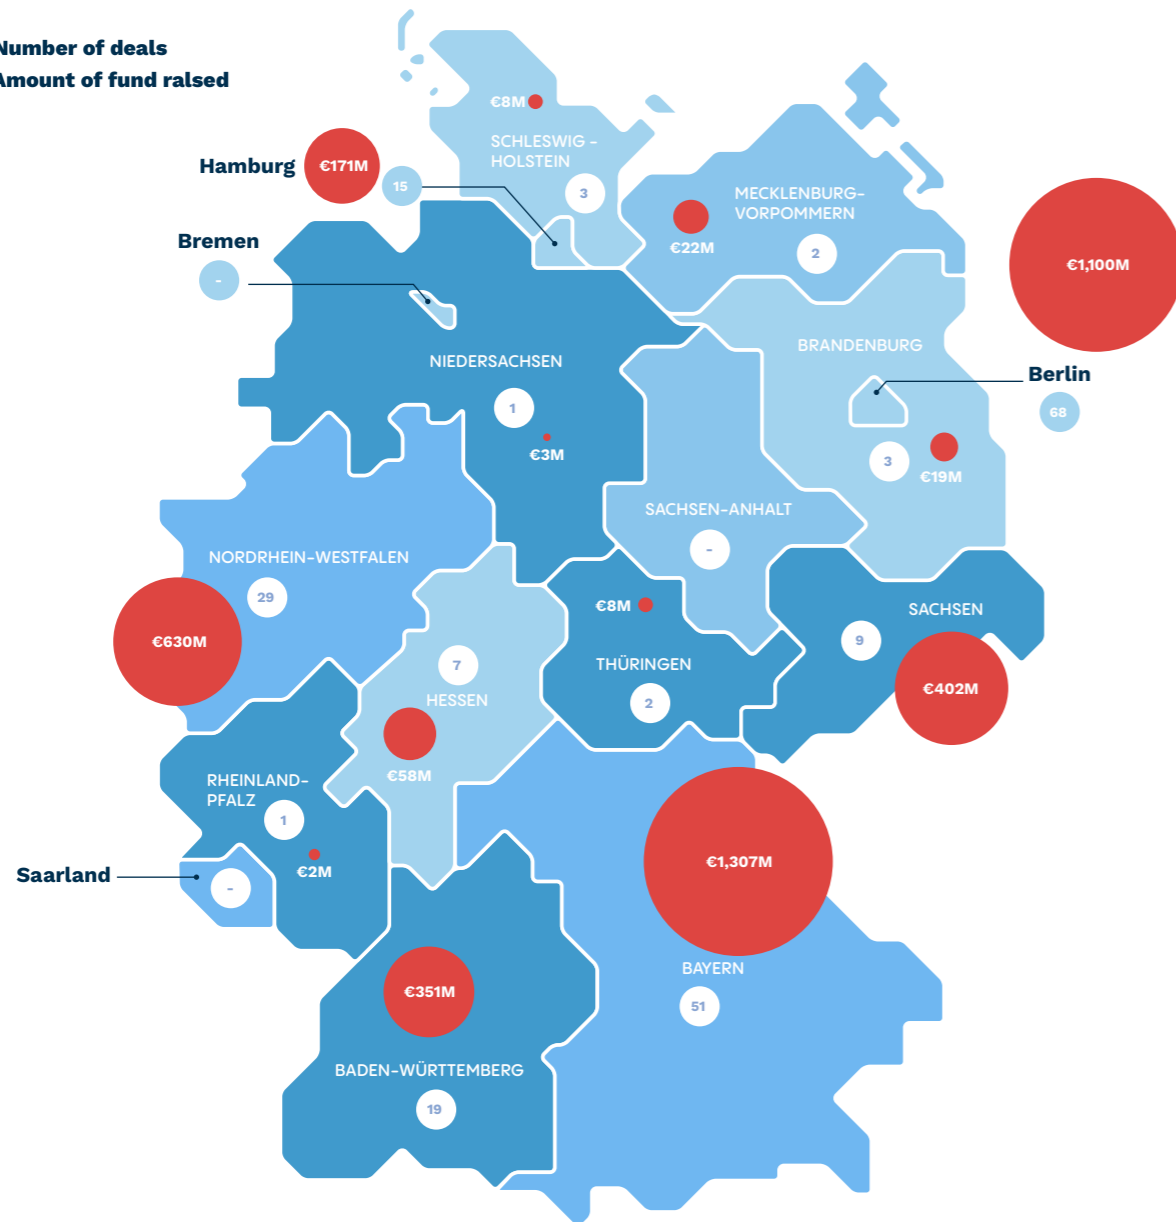 Number of deals
Amount of fund ralsed
€8M
SCHLESWIG -
HOLSTEIN
3
Hamburg
€171M
15
MECKLENBURG-
VORPOMMERN
€22M
2
Bremen
-
€1,100M
Berlin
68
NIEDERSACHSEN
1
€3M
BRANDENBURG
3
€19M
SACHSEN-ANHALT
-
NORDRHEIN-WESTFALEN
29
€630M
€8M
THÜRINGEN
2
SACHSEN
9
€402M
7
HESSEN
€58M
RHEINLAND-
PFALZ
1
€2M
Saarland
-
€1,307M
BAYERN
51
€351M
BADEN-WÜRTTEMBERG
19